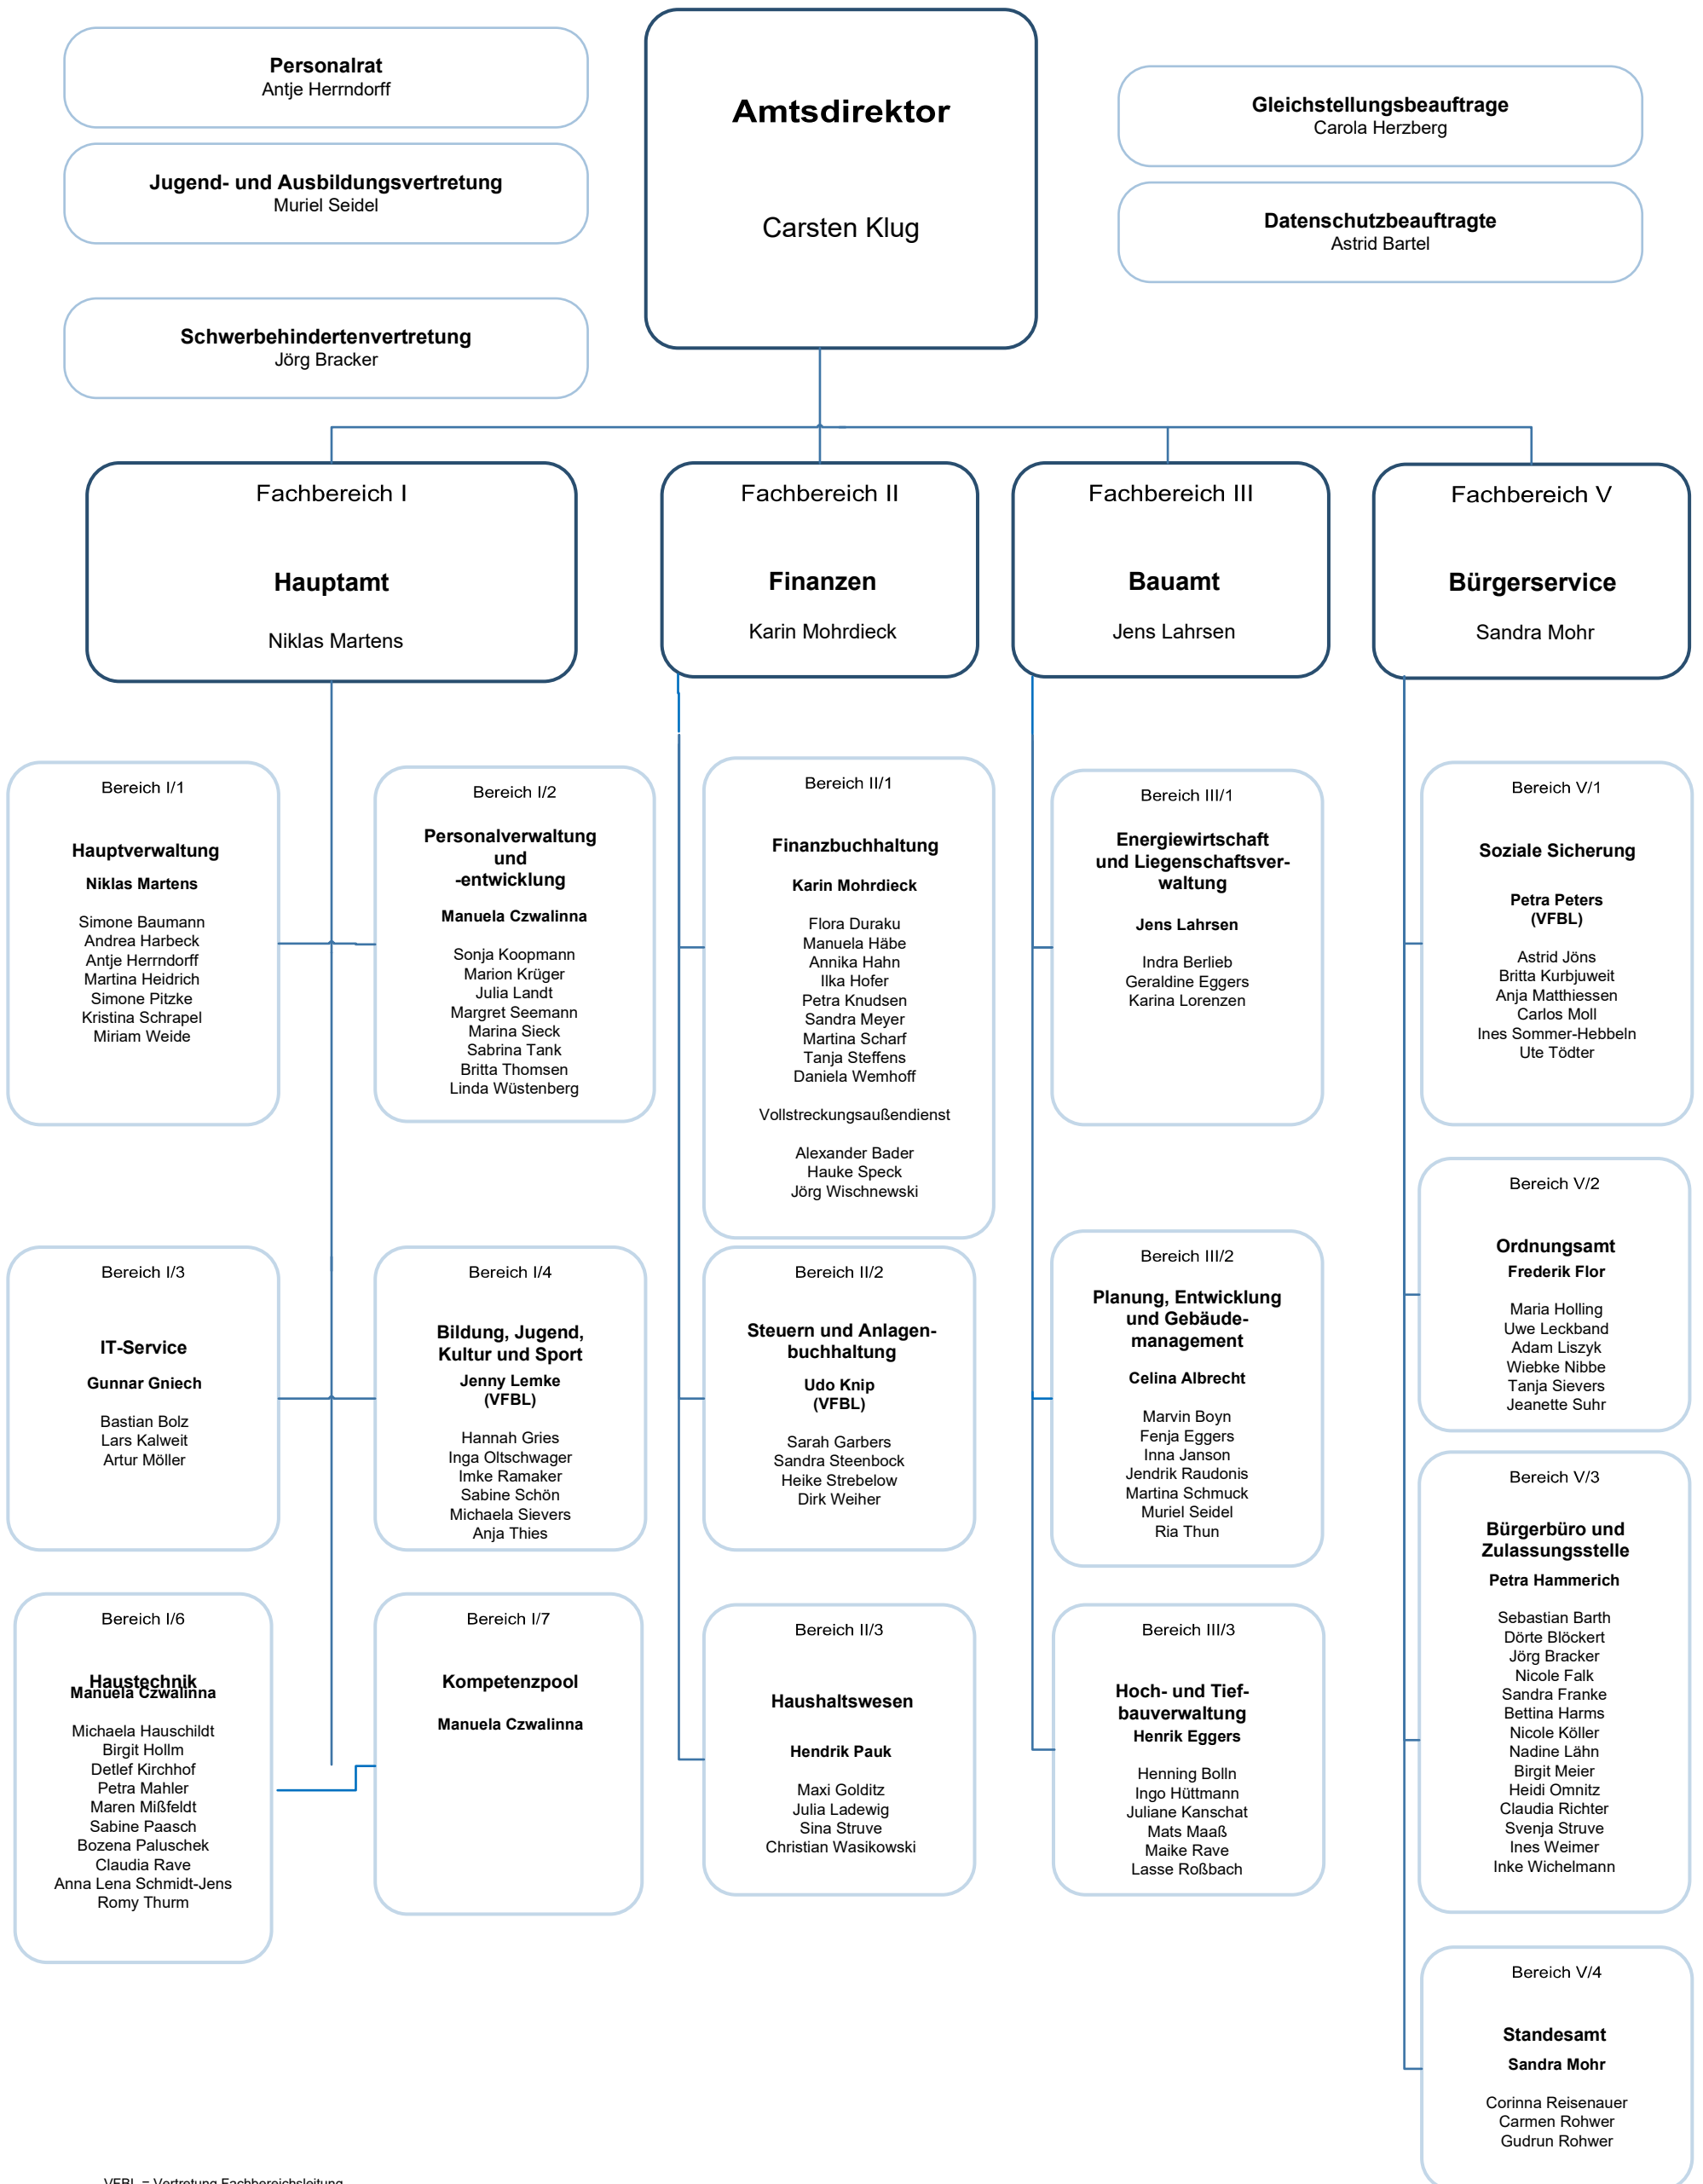 Personalrat
Antje Herrndorff
Jugend- und Ausbildungsvertretung
Muriel Seidel
Schwerbehindertenvertretung
Jörg Bracker
Amtsdirektor
Carsten Klug
Gleichstellungsbeauftrage
Carola Herzberg
Datenschutzbeauftragte
Astrid Bartel
Fachbereich I
Hauptamt
Niklas Martens
Fachbereich II
Finanzen
Karin Mohrdieck
Fachbereich III
Bauamt
Jens Lahrsen
Fachbereich V
Bürgerservice
Sandra Mohr
Bereich I/1
Hauptverwaltung
Niklas Martens
Simone Baumann
Andrea Harbeck
Antje Herrndorff
Martina Heidrich
Simone Pitzke
Kristina Schrapel
Miriam Weide
Bereich I/2
Personalverwaltung
und
-entwicklung
Manuela Czwalinna
Sonja Koopmann
Marion Krüger
Julia Landt
Margret Seemann
Marina Sieck
Sabrina Tank
Britta Thomsen
Linda Wüstenberg
Bereich II/1
Finanzbuchhaltung
Karin Mohrdieck
Flora Duraku
Manuela Häbe
Annika Hahn
Ilka Hofer
Petra Knudsen
Sandra Meyer
Martina Scharf
Tanja Steffens
Daniela Wemhoff
Vollstreckungsaußendienst
Alexander Bader
Hauke Speck
Jörg Wischnewski
Bereich III/1
Energiewirtschaft
und Liegenschaftsver-
waltung
Jens Lahrsen
Indra Berlieb
Geraldine Eggers
Karina Lorenzen
Bereich V/1
Soziale Sicherung
Petra Peters
(VFBL)
Astrid Jöns
Britta Kurbjuweit
Anja Matthiessen
Carlos Moll
Ines Sommer-Hebbeln
Ute Tödter
Bereich I/3
IT-Service
Gunnar Gniech
Bastian Bolz
Lars Kalweit
Artur Möller
Bereich I/4
Bildung, Jugend,
Kultur und Sport
Jenny Lemke
(VFBL)
Hannah Gries
Inga Oltschwager
Imke Ramaker
Sabine Schön
Michaela Sievers
Anja Thies
Bereich II/2
Steuern und Anlagen-
buchhaltung
Udo Knip
(VFBL)
Sarah Garbers
Sandra Steenbock
Heike Strebelow
Dirk Weiher
Bereich III/2
Planung, Entwicklung
und Gebäude-
management
Celina Albrecht
Marvin Boyn
Fenja Eggers
Inna Janson
Jendrik Raudonis
Martina Schmuck
Muriel Seidel
Ria Thun
Bereich V/2
Ordnungsamt
Frederik Flor
Maria Holling
Uwe Leckband
Adam Liszyk
Wiebke Nibbe
Tanja Sievers
Jeanette Suhr
Bereich I/6
Haustechnik
Manuela Czwalinna
Michaela Hauschildt
Birgit Hollm
Detlef Kirchhof
Petra Mahler
Maren Mißfeldt
Sabine Paasch
Bozena Paluschek
Claudia Rave
Anna Lena Schmidt-Jens
Romy Thurm
Bereich I/7
Kompetenzpool
Manuela Czwalinna
Bereich II/3
Haushaltswesen
Hendrik Pauk
Maxi Golditz
Julia Ladewig
Sina Struve
Christian Wasikowski
Bereich III/3
Hoch- und Tief-
bauverwaltung
Henrik Eggers
Henning Bolln
Ingo Hüttmann
Juliane Kanschat
Mats Maaß
Maike Rave
Lasse Roßbach
Bereich V/3
Bürgerbüro und
Zulassungsstelle
Petra Hammerich
Sebastian Barth
Dörte Blöckert
Jörg Bracker
Nicole Falk
Sandra Franke
Bettina Harms
Nicole Köller
Nadine Lähn
Birgit Meier
Heidi Omnitz
Claudia Richter
Svenja Struve
Ines Weimer
Inke Wichelmann
Bereich V/4
Standesamt
Sandra Mohr
Corinna Reisenauer
Carmen Rohwer
Gudrun Rohwer
VFBL = Vertretung Fachbereichsleitung